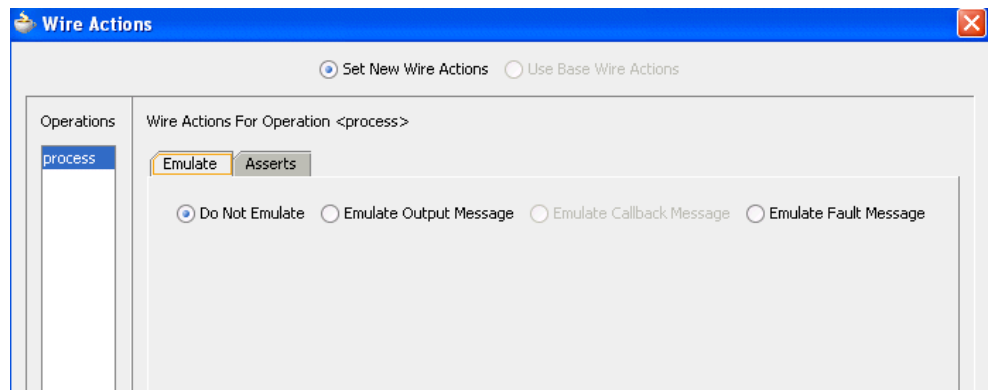 Wire Actions
Set New Wire Actions Use Base Wire Actions
Operations Wire Actions For Operation <process>
process Emulate Asserts
Do Not Emulate Emulate Output Message Emulate Callback Message Emulate Fault Message